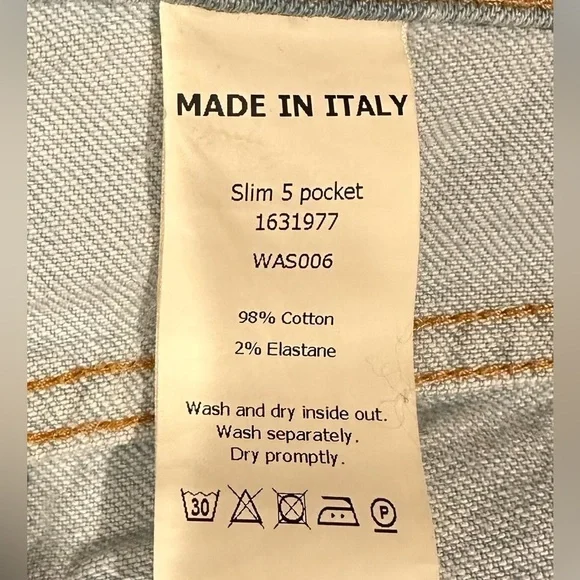 MADE IN ITALY
Slim 5 pocket
1631977
WAS006
98% Cotton
2% Elastane
Wash and dry inside out.
Wash separately.
Dry promptly.
30 P